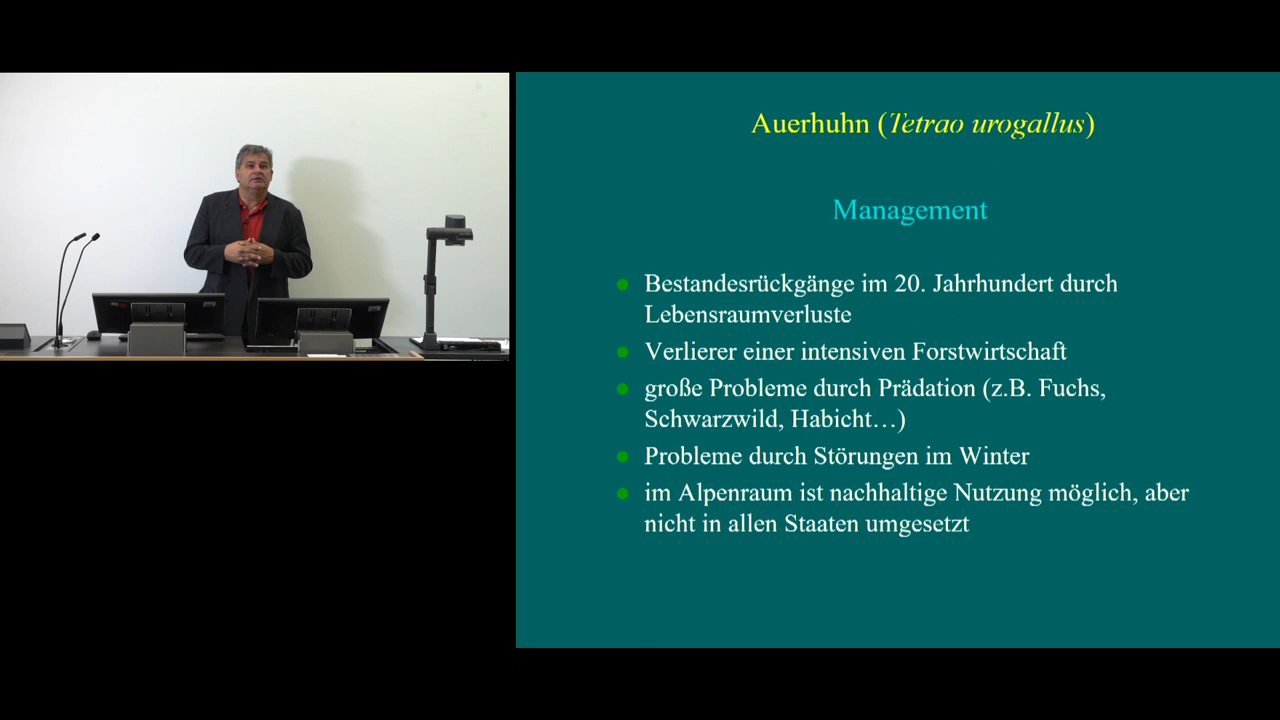 Auerhuhn (Tetrao urogallus)
Management
Bestandesrückgänge im 20. Jahrhundert durch
Lebensraumverluste
Verlierer einer intensiven Forstwirtschaft
große Probleme durch Prädation (z.B. Fuchs,
Schwarzwild, Habicht…)
Probleme durch Störungen im Winter
im Alpenraum ist nachhaltige Nutzung möglich, aber
nicht in allen Staaten umgesetzt